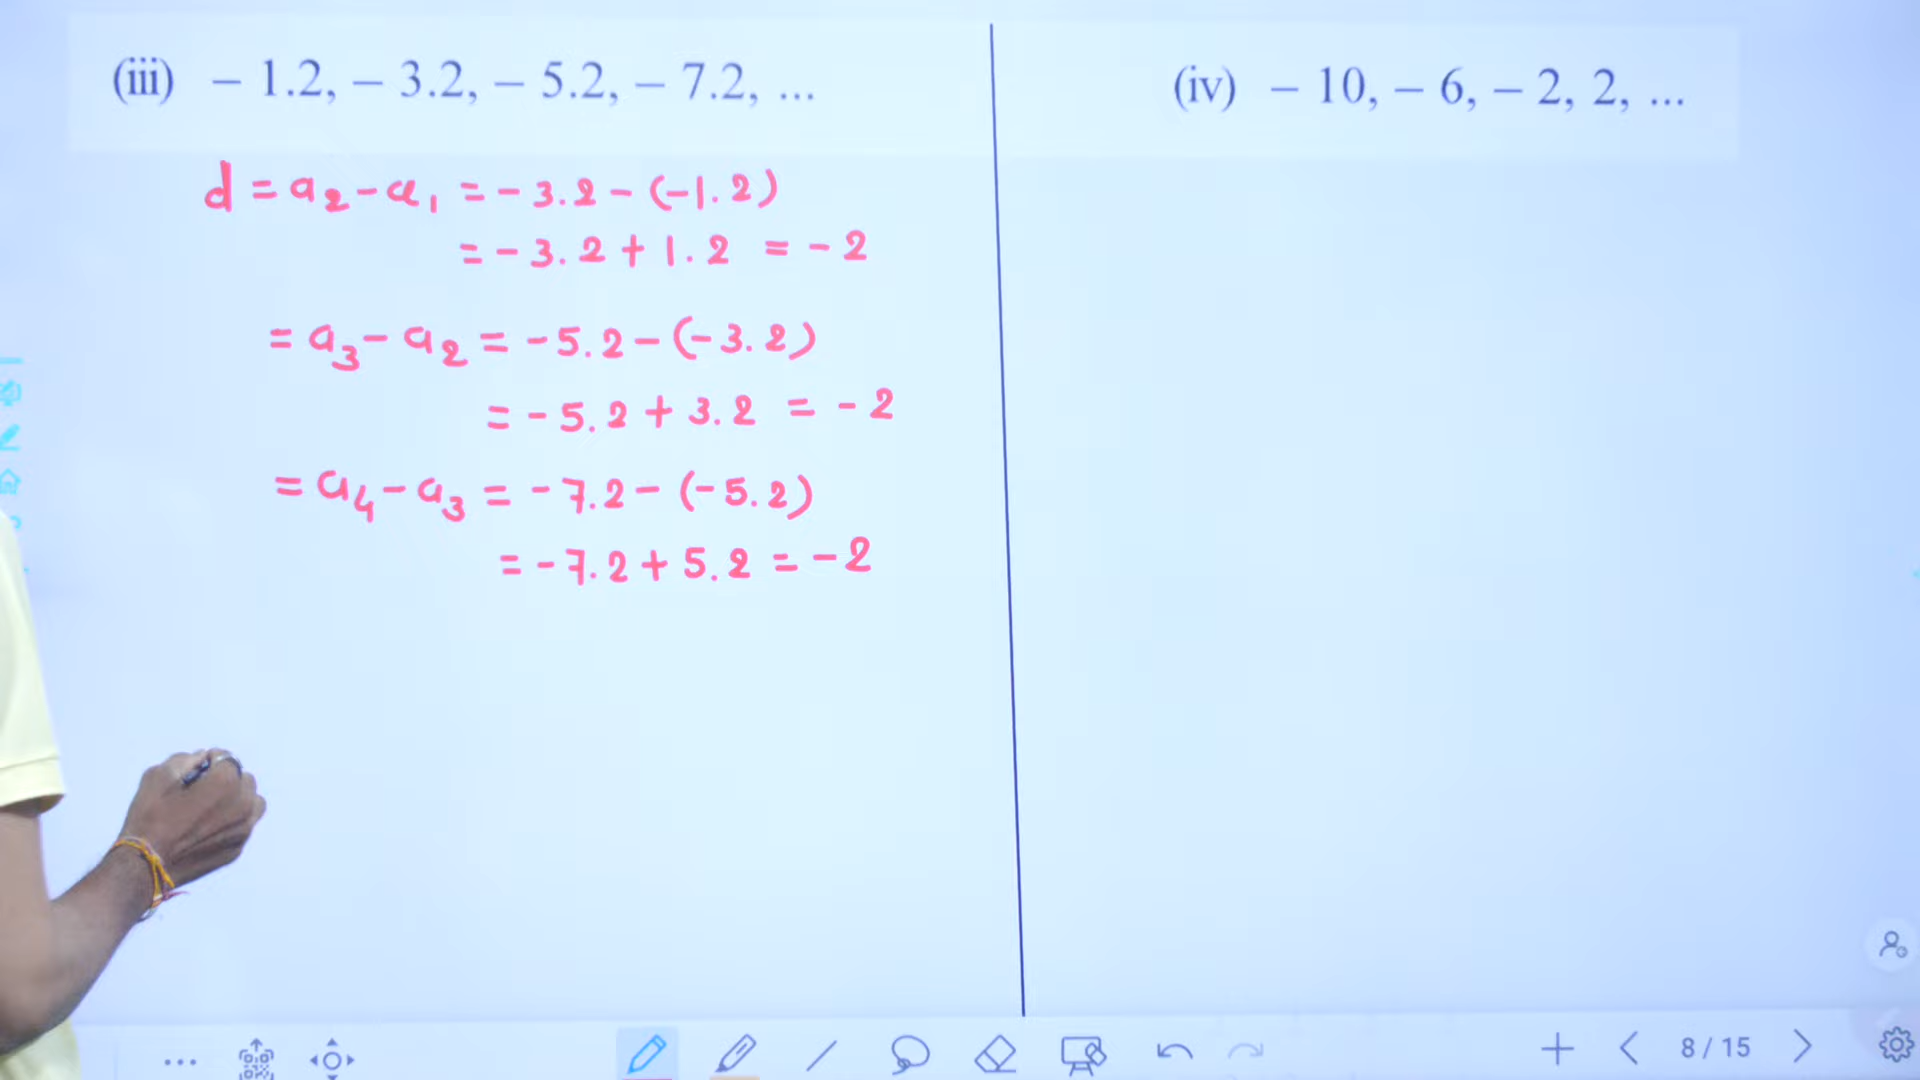 (iii) – 1.2, – 3.2, – 5.2, – 7.2, ...
d = a₂ - a₁ = - 3.2 - (-1.2)
= - 3.2 + 1.2 = - 2
= a₃ - a₂ = - 5.2 - (-3.2)
= - 5.2 + 3.2 = - 2
= a₄ - a₃ = - 7.2 - (-5.2)
= - 7.2 + 5.2 = - 2
(iv) – 10, – 6, – 2, 2, ...
8 / 15